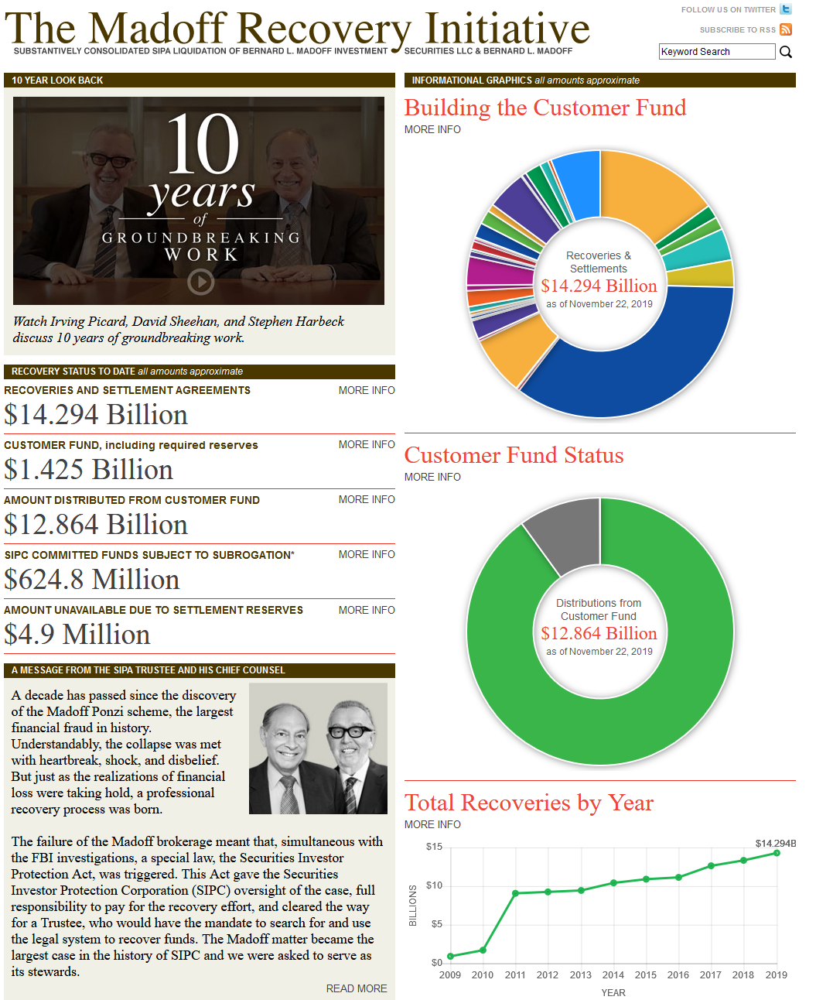 The Madoff Recovery Initiative
SUBSTANTIVELY CONSOLIDATED SIPA LIQUIDATION OF BERNARD L. MADOFF INVESTMENT SECURITIES LLC & BERNARD L. MADOFF
FOLLOW US ON TWITTER
SUBSCRIBE TO RSS
Keyword Search
10 YEAR LOOK BACK
10
years
of
GROUNDBREAKING
WORK
Watch Irving Picard, David Sheehan, and Stephen Harbeck
discuss 10 years of groundbreaking work.
RECOVERY STATUS TO DATE all amounts approximate
RECOVERIES AND SETTLEMENT AGREEMENTS MORE INFO
$14.294 Billion
CUSTOMER FUND, including required reserves MORE INFO
$1.425 Billion
AMOUNT DISTRIBUTED FROM CUSTOMER FUND MORE INFO
$12.864 Billion
SIPC COMMITTED FUNDS SUBJECT TO SUBROGATION* MORE INFO
$624.8 Million
AMOUNT UNAVAILABLE DUE TO SETTLEMENT RESERVES MORE INFO
$4.9 Million
A MESSAGE FROM THE SIPA TRUSTEE AND HIS CHIEF COUNSEL
A decade has passed since the discovery
of the Madoff Ponzi scheme, the largest
financial fraud in history.
Understandably, the collapse was met
with heartbreak, shock, and disbelief.
But just as the realizations of financial
loss were taking hold, a professional
recovery process was born.
The failure of the Madoff brokerage meant that, simultaneous with
the FBI investigations, a special law, the Securities Investor
Protection Act, was triggered. This Act gave the Securities
Investor Protection Corporation (SIPC) oversight of the case, full
responsibility to pay for the recovery effort, and cleared the way
for a Trustee, who would have the mandate to search for and use
the legal system to recover funds. The Madoff matter became the
largest case in the history of SIPC and we were asked to serve as
its stewards.
READ MORE
INFORMATIONAL GRAPHICS all amounts approximate
Building the Customer Fund
MORE INFO
Recoveries &
Settlements
$14.294 Billion
as of November 22, 2019
Customer Fund Status
MORE INFO
Distributions from
Customer Fund
$12.864 Billion
as of November 22, 2019
Total Recoveries by Year
MORE INFO
$14.294B
$15
$10
$5
$0
BILLIONS
2009 2010 2011 2012 2013 2014 2015 2016 2017 2018 2019
YEAR